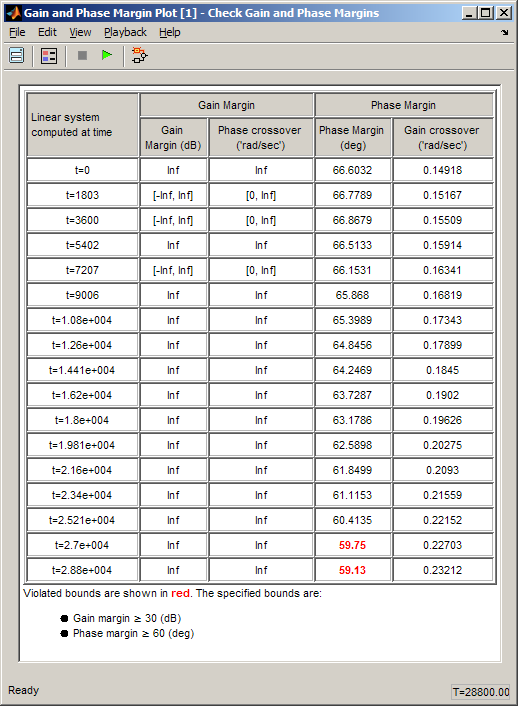 Gain and Phase Margin Plot [1] - Check Gain and Phase Margins
File Edit View Playback Help
Linear system computed at time Gain Margin Phase Margin
Gain Margin (dB) Phase crossover ('rad/sec') Phase Margin (deg) Gain crossover ('rad/sec')
t=0 Inf Inf 66.6032 0.14918
t=1803 [-Inf, Inf] [0, Inf] 66.7789 0.15167
t=3600 [-Inf, Inf] [0, Inf] 66.8679 0.15509
t=5402 Inf Inf 66.5133 0.15914
t=7207 [-Inf, Inf] [0, Inf] 66.1531 0.16341
t=9006 Inf Inf 65.868 0.16819
t=1.08e+004 Inf Inf 65.3989 0.17343
t=1.26e+004 Inf Inf 64.8456 0.17899
t=1.441e+004 Inf Inf 64.2469 0.1845
t=1.62e+004 Inf Inf 63.7287 0.1902
t=1.8e+004 Inf Inf 63.1786 0.19626
t=1.981e+004 Inf Inf 62.5898 0.20275
t=2.16e+004 Inf Inf 61.8499 0.2093
t=2.34e+004 Inf Inf 61.1153 0.21559
t=2.521e+004 Inf Inf 60.4135 0.22152
t=2.7e+004 Inf Inf 59.75 0.22703
t=2.88e+004 Inf Inf 59.13 0.23212
Violated bounds are shown in red. The specified bounds are:
● Gain margin ≥ 30 (dB)
● Phase margin ≥ 60 (deg)
Ready T=28800.00